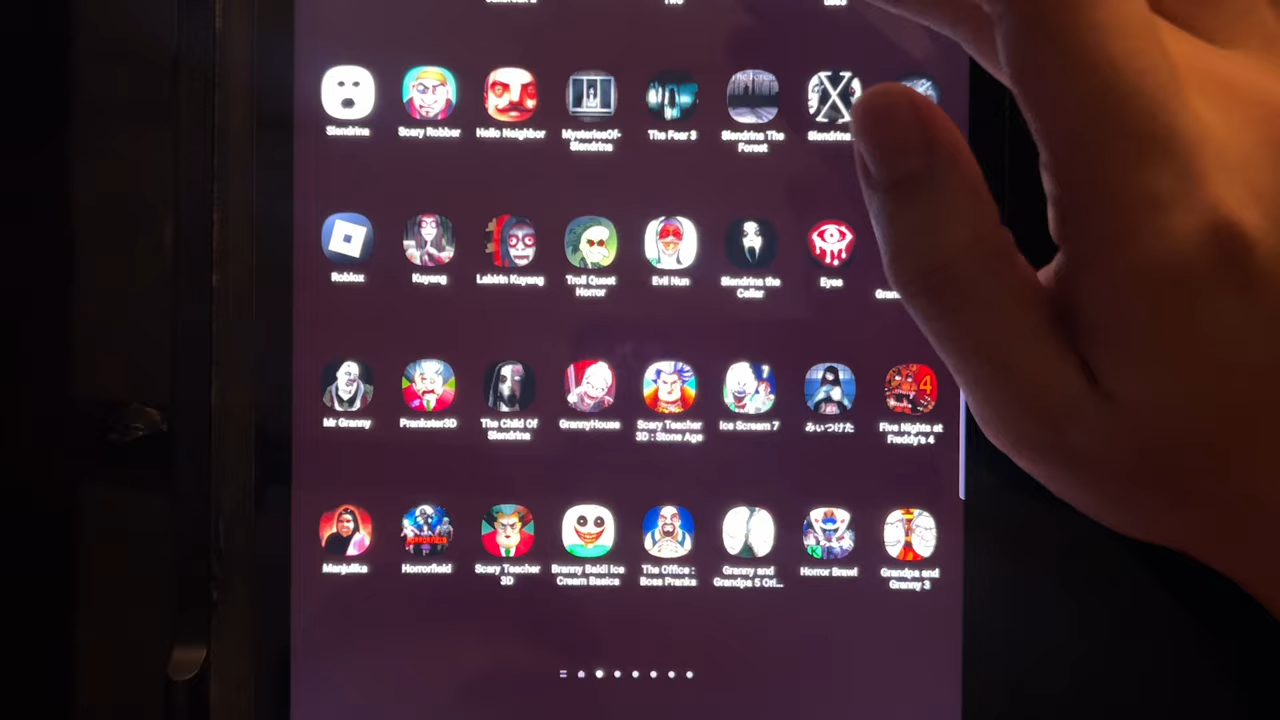 Two
Slendrina
Scary Robber
Hello Neighbor
MysteriesOf-
Slendrina
The Fear 3
Slendrina The
Forest
Slendrina
Roblox
Kuyang
Labirin Kuyang
Troll Quest
Horror
Evil Nun
Slendrina the
Cellar
Eyes
Mr Granny
Prankster3D
The Child Of
Slendrina
GrannyHouse
Scary Teacher
3D : Stone Age
Ice Scream 7
みぃつけた
Five Nights at
Freddy's 4
Manjulika
Horrorfield
Scary Teacher
3D
Branny Baldi Ice
Cream Basics
The Office :
Boss Pranks
Granny and
Grandpa 5 Ori...
Horror Brawl
Grandpa and
Granny 3